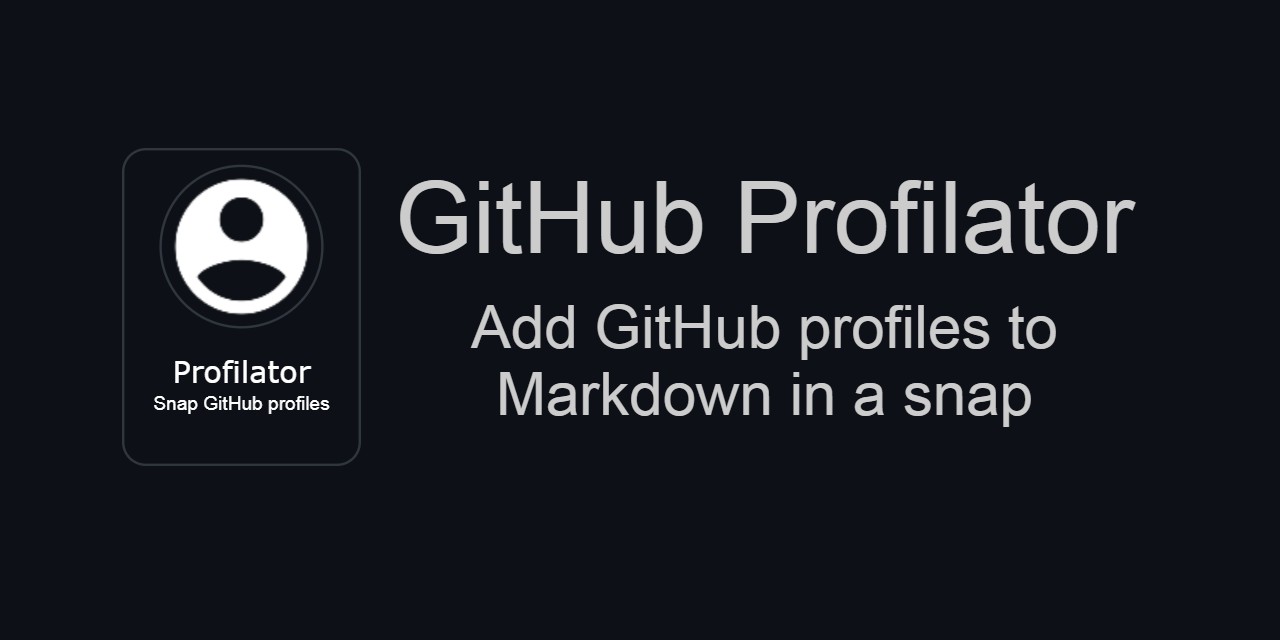 Profilator
Snap GitHub profiles
GitHub Profilator
Add GitHub profiles to
Markdown in a snap